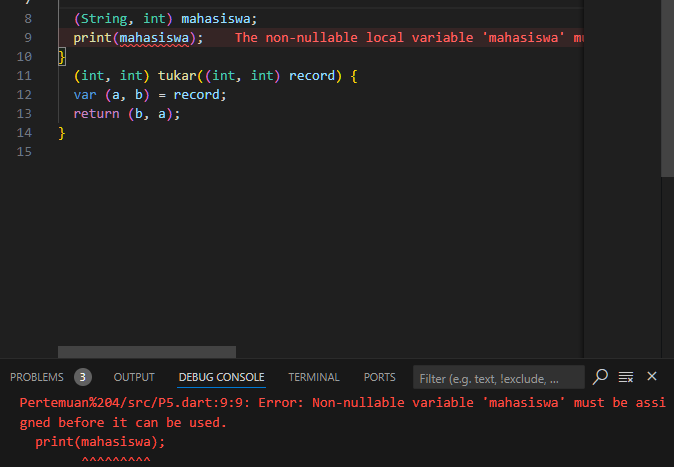 8 (String, int) mahasiswa;
9 print(mahasiswa); The non-nullable local variable 'mahasiswa' mu
10 }
11 (int, int) tukar((int, int) record) {
12 var (a, b) = record;
13 return (b, a);
14 }
15
PROBLEMS 3 OUTPUT DEBUG CONSOLE TERMINAL PORTS Filter (e.g. text, !exclude, ...
Pertemuan%204/src/P5.dart:9:9: Error: Non-nullable variable 'mahasiswa' must be assi
gned before it can be used.
print(mahasiswa);
^^^^^^^^^